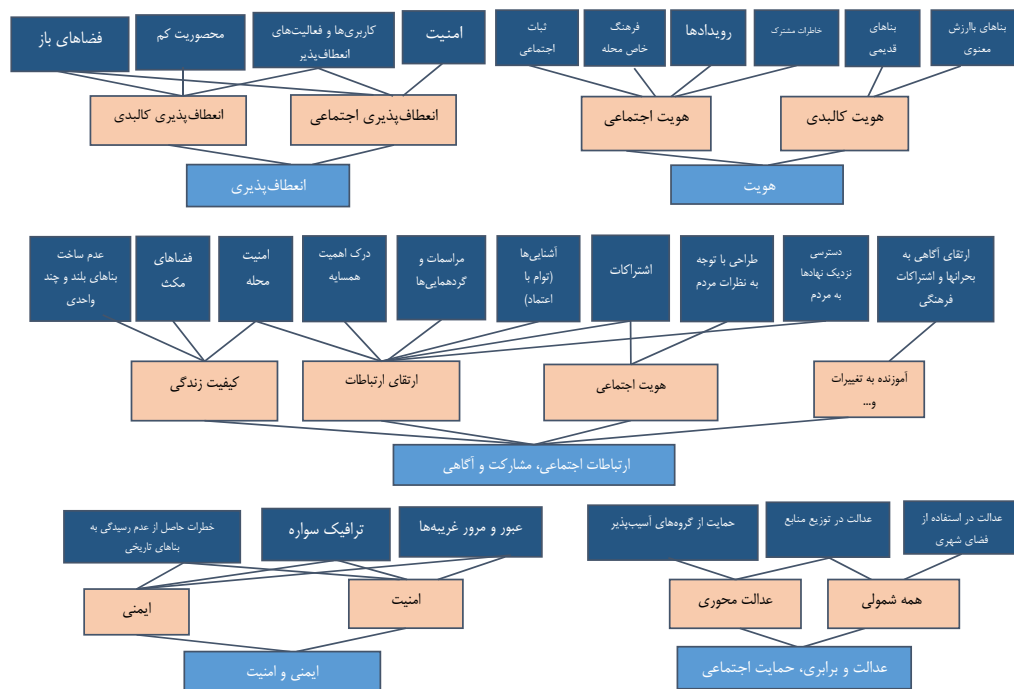 بناهای باارزش
معنوی
بناهای
قدیمی
خاطرات مشترک
رویدادها
فرهنگ
خاص محله
ثبات
اجتماعی
هویت کالبدی
هویت اجتماعی
هویت
امنیت
کاربری‌ها و فعالیت‌های
انعطاف‌پذیر
محصوریت کم
فضاهای باز
انعطاف‌پذیری اجتماعی
انعطاف‌پذیری کالبدی
انعطاف‌پذیری
ارتقای آگاهی به
بحرانها و اشتراکات
فرهنگی
دسترسی
نزدیک نهادها
به مردم
طراحی با توجه
به نظرات مردم
اشتراکات
آشنایی‌ها
(توام با
اعتماد)
مراسمات و
گردهمایی‌ها
درک اهمیت
همسایه
امنیت
محله
فضاهای
مکث
عدم ساخت
بناهای بلند و چند
واحدی
آموزنده به تغییرات
و...
هویت اجتماعی
ارتقای ارتباطات
کیفیت زندگی
ارتباطات اجتماعی، مشارکت و آگاهی
عدالت در استفاده از
فضای شهری
عدالت در توزیع منابع
حمایت از گروه‌های آسیب‌پذیر
همه شمولی
عدالت محوری
عدالت و برابری، حمایت اجتماعی
عبور و مرور غریبه‌ها
ترافیک سواره
خطرات حاصل از عدم رسیدگی به
بناهای تاریخی
امنیت
ایمنی
ایمنی و امنیت